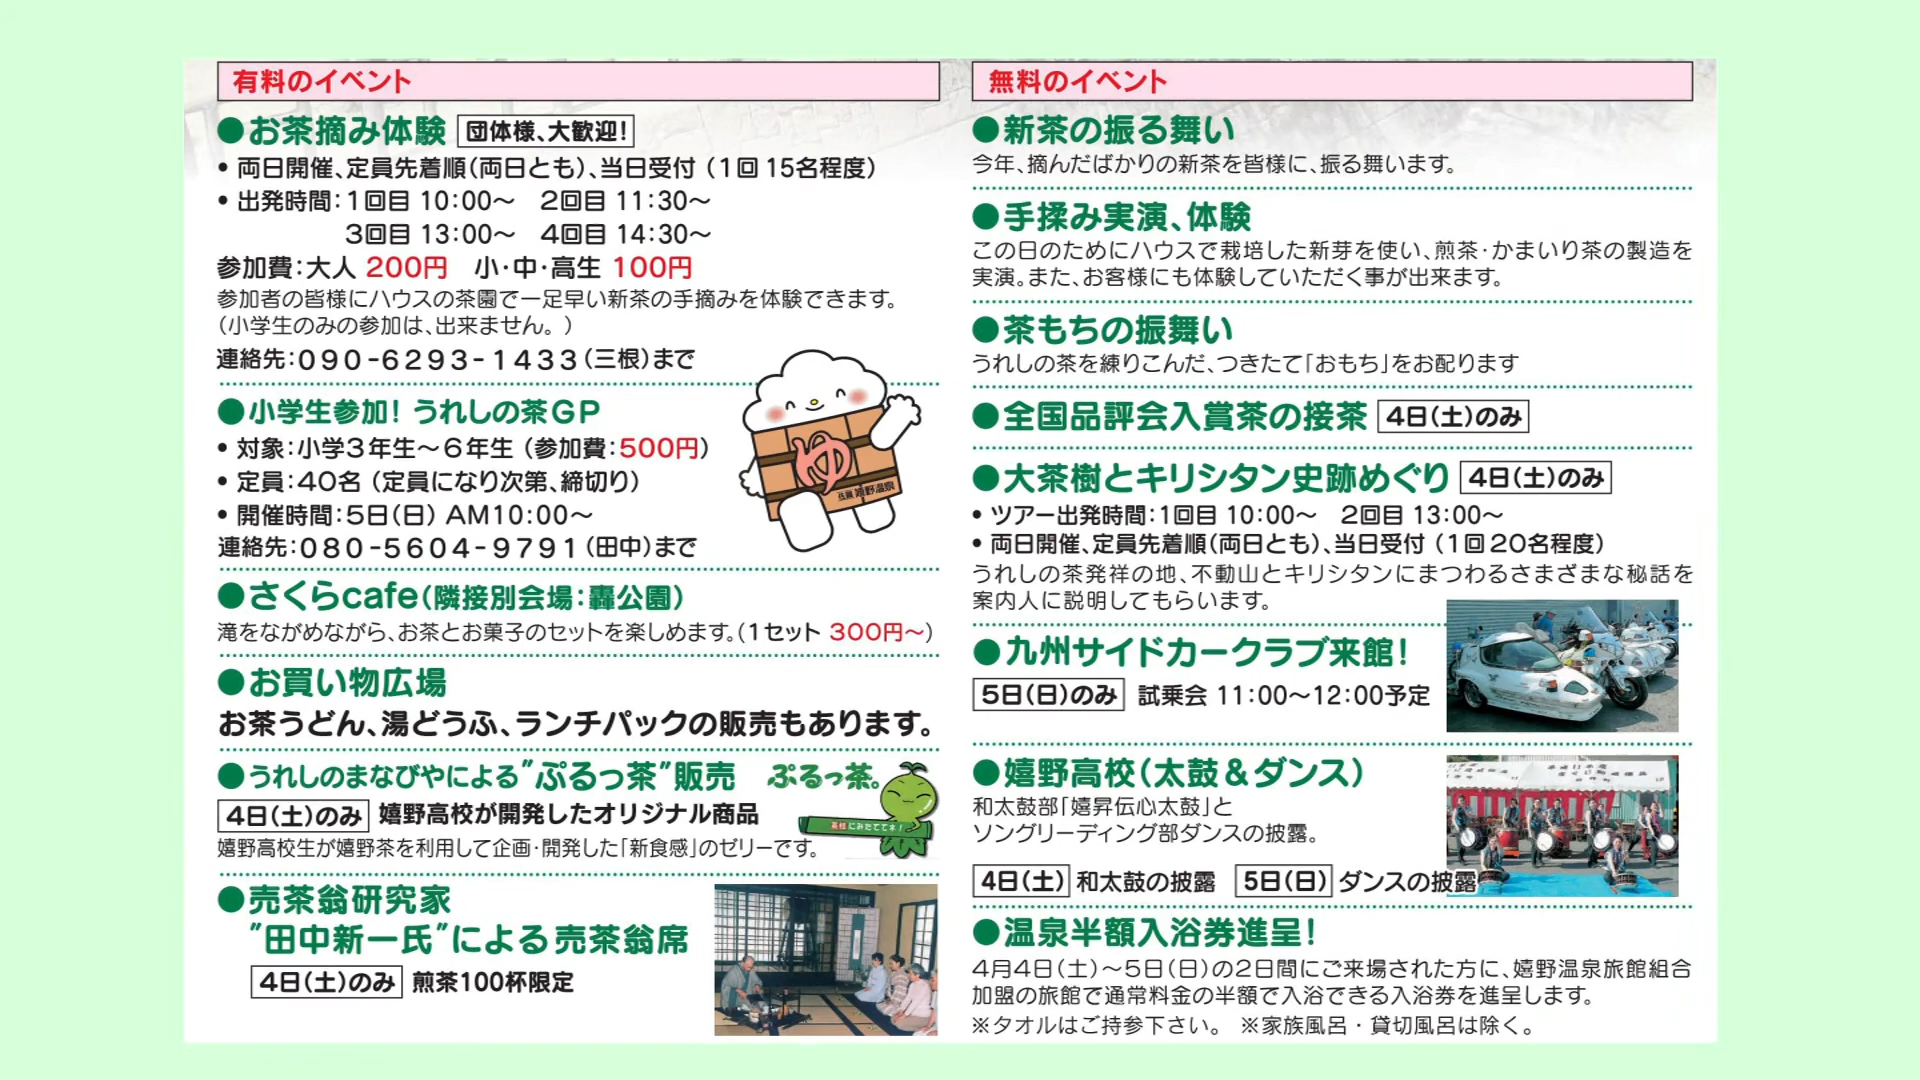 有料のイベント
●お茶摘み体験 団体様、大歓迎！
• 両日開催、定員先着順（両日とも）、当日受付（1回15名程度）
• 出発時間：1回目 10:00～ 2回目 11:30～
3回目 13:00～ 4回目 14:30～
参加費：大人 200円 小・中・高生 100円
参加者の皆様にハウスの茶園で一足早い新茶の手摘みを体験できます。
（小学生のみの参加は、出来ません。）
連絡先：090-6293-1433（三根）まで
●小学生参加！うれしの茶GP
• 対象：小学3年生～6年生（参加費：500円）
• 定員：40名（定員になり次第、締切り）
• 開催時間：5日（日）AM10:00～
連絡先：080-5604-9791（田中）まで
ゆ
佐賀 嬉野温泉
●さくらcafe（隣接別会場：轟公園）
滝をながめながら、お茶とお菓子のセットを楽しめます。（1セット 300円～）
●お買い物広場
お茶うどん、湯どうふ、ランチパックの販売もあります。
●うれしのまなびやによる"ぷるっ茶"販売
ぷるっ茶。
4日（土）のみ 嬉野高校が開発したオリジナル商品
嬉野高校生が嬉野茶を利用して企画・開発した「新食感」のゼリーです。
●売茶翁研究家
"田中新一氏"による売茶翁席
4日（土）のみ 煎茶100杯限定
無料のイベント
●新茶の振る舞い
今年、摘んだばかりの新茶を皆様に、振る舞います。
●手揉み実演、体験
この日のためにハウスで栽培した新芽を使い、煎茶・かまいり茶の製造を
実演。また、お客様にも体験していただく事が出来ます。
●茶もちの振舞い
うれしの茶を練りこんだ、つきたて「おもち」をお配ります
●全国品評会入賞茶の接茶 4日（土）のみ
●大茶樹とキリシタン史跡めぐり 4日（土）のみ
• ツアー出発時間：1回目 10:00～ 2回目 13:00～
• 両日開催、定員先着順（両日とも）、当日受付（1回20名程度）
うれしの茶発祥の地、不動山とキリシタンにまつわるさまざまな秘話を
案内人に説明してもらいます。
●九州サイドカークラブ来館！
5日（日）のみ 試乗会 11:00～12:00予定
●嬉野高校（太鼓＆ダンス）
和太鼓部「嬉昇伝心太鼓」と
ソングリーディング部ダンスの披露。
4日（土） 和太鼓の披露 5日（日） ダンスの披露
●温泉半額入浴券進呈！
4月4日（土）～5日（日）の2日間にご来場された方に、嬉野温泉旅館組合
加盟の旅館で通常料金の半額で入浴できる入浴券を進呈します。
※タオルはご持参下さい。 ※家族風呂・貸切風呂は除く。